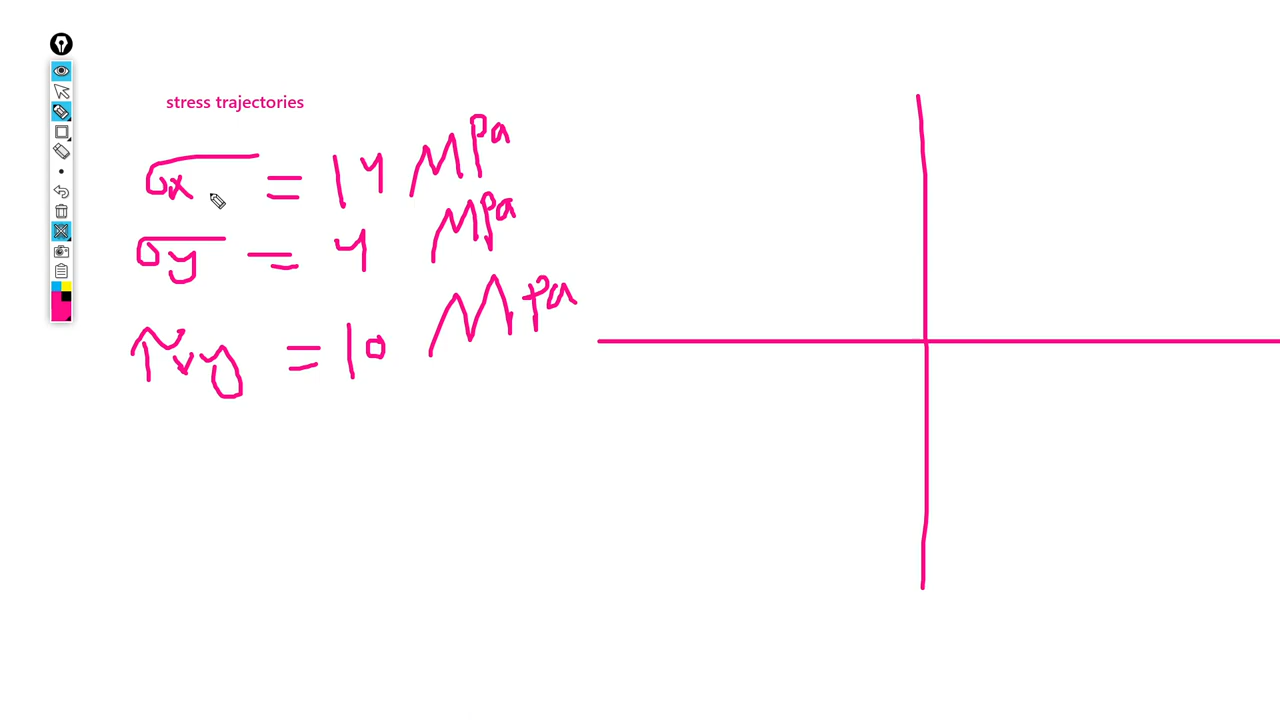 stress trajectories
σx = 14 MPa
σy = 4 MPa
τxy = 10 MPa